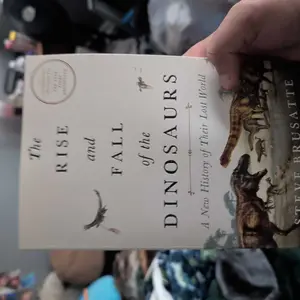 The
RISE
and
FALL
of the
DINOSAURS
A New History of Their Lost World
STEVE BRUSATTE